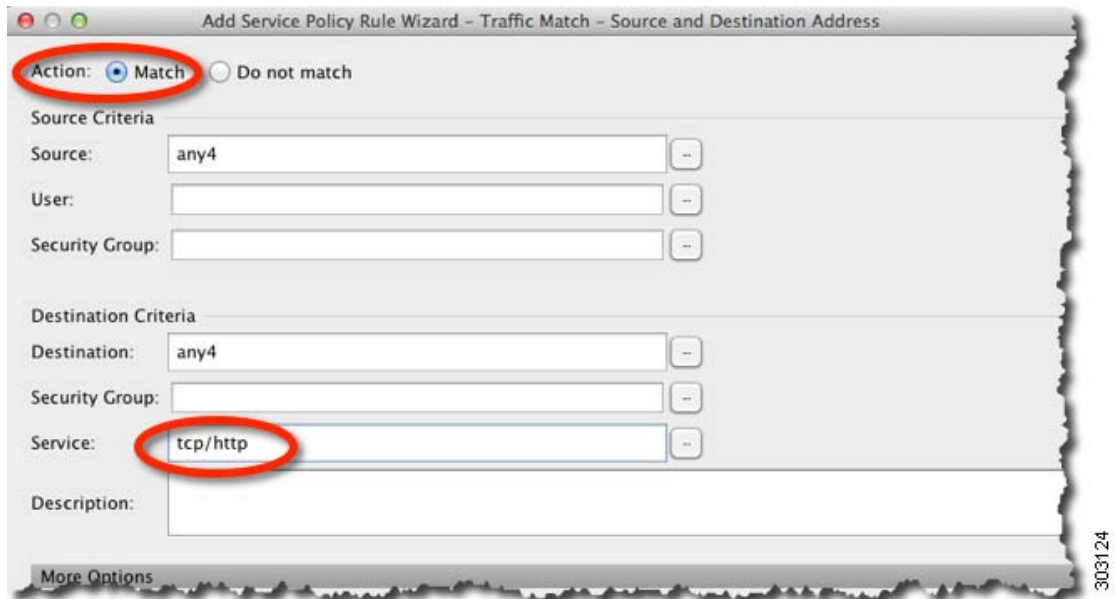 Add Service Policy Rule Wizard – Traffic Match – Source and Destination Address
Action: Match Do not match
Source Criteria
Source: any4 ...
User: ...
Security Group: ...
Destination Criteria
Destination: any4 ...
Security Group: ...
Service: tcp/http ...
Description:
More Options
303124